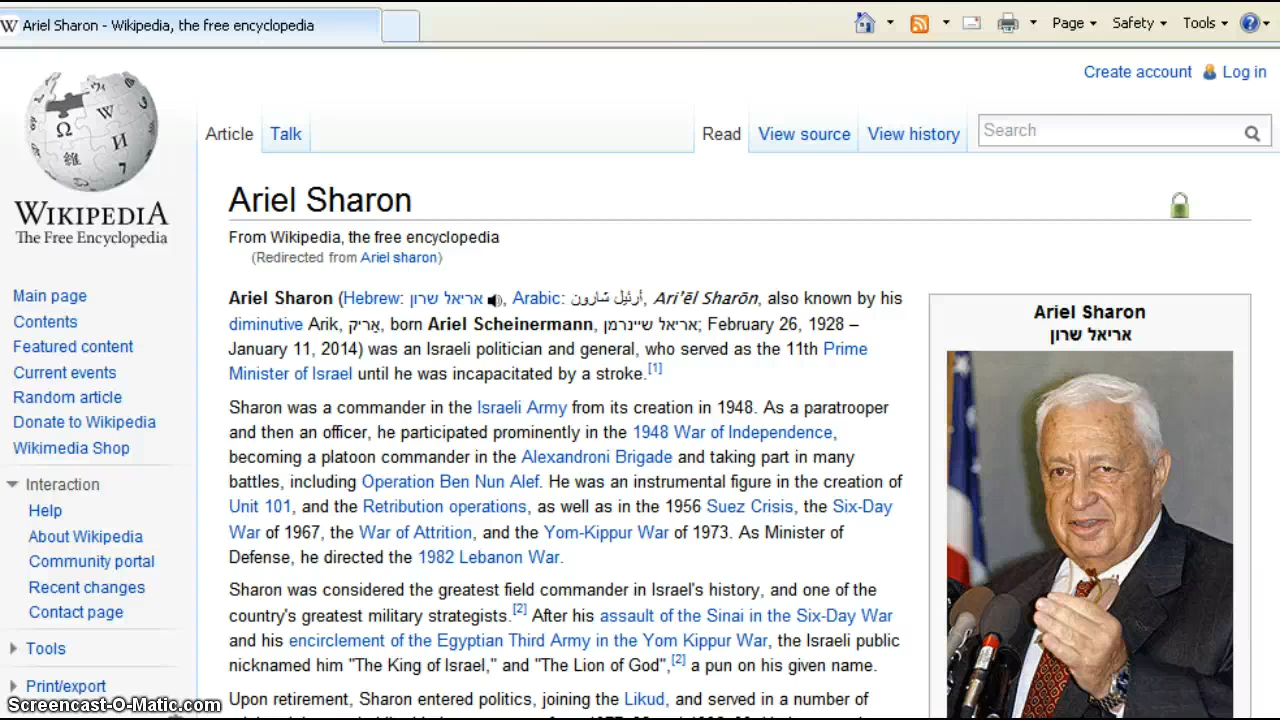 Ariel Sharon - Wikipedia, the free encyclopedia
Page Safety Tools
Create account Log in
WIKIPEDIA
The Free Encyclopedia
Article Talk Read View source View history Search
Main page
Contents
Featured content
Current events
Random article
Donate to Wikipedia
Wikimedia Shop
Interaction
Help
About Wikipedia
Community portal
Recent changes
Contact page
Tools
Print/export
Ariel Sharon
From Wikipedia, the free encyclopedia
(Redirected from Ariel sharon)
Ariel Sharon (Hebrew: אריאל שרון, Arabic: أرئيل شارون, Ari'ēl Sharōn, also known by his
diminutive Arik, אָריק, born Ariel Scheinermann, אריאל שיינרמן; February 26, 1928 –
January 11, 2014) was an Israeli politician and general, who served as the 11th Prime
Minister of Israel until he was incapacitated by a stroke.[1]
Sharon was a commander in the Israeli Army from its creation in 1948. As a paratrooper
and then an officer, he participated prominently in the 1948 War of Independence,
becoming a platoon commander in the Alexandroni Brigade and taking part in many
battles, including Operation Ben Nun Alef. He was an instrumental figure in the creation of
Unit 101, and the Retribution operations, as well as in the 1956 Suez Crisis, the Six-Day
War of 1967, the War of Attrition, and the Yom-Kippur War of 1973. As Minister of
Defense, he directed the 1982 Lebanon War.
Sharon was considered the greatest field commander in Israel's history, and one of the
country's greatest military strategists.[2] After his assault of the Sinai in the Six-Day War
and his encirclement of the Egyptian Third Army in the Yom Kippur War, the Israeli public
nicknamed him "The King of Israel," and "The Lion of God",[2] a pun on his given name.
Upon retirement, Sharon entered politics, joining the Likud, and served in a number of
Ariel Sharon
אריאל שרון
Screencast-O-Matic.com